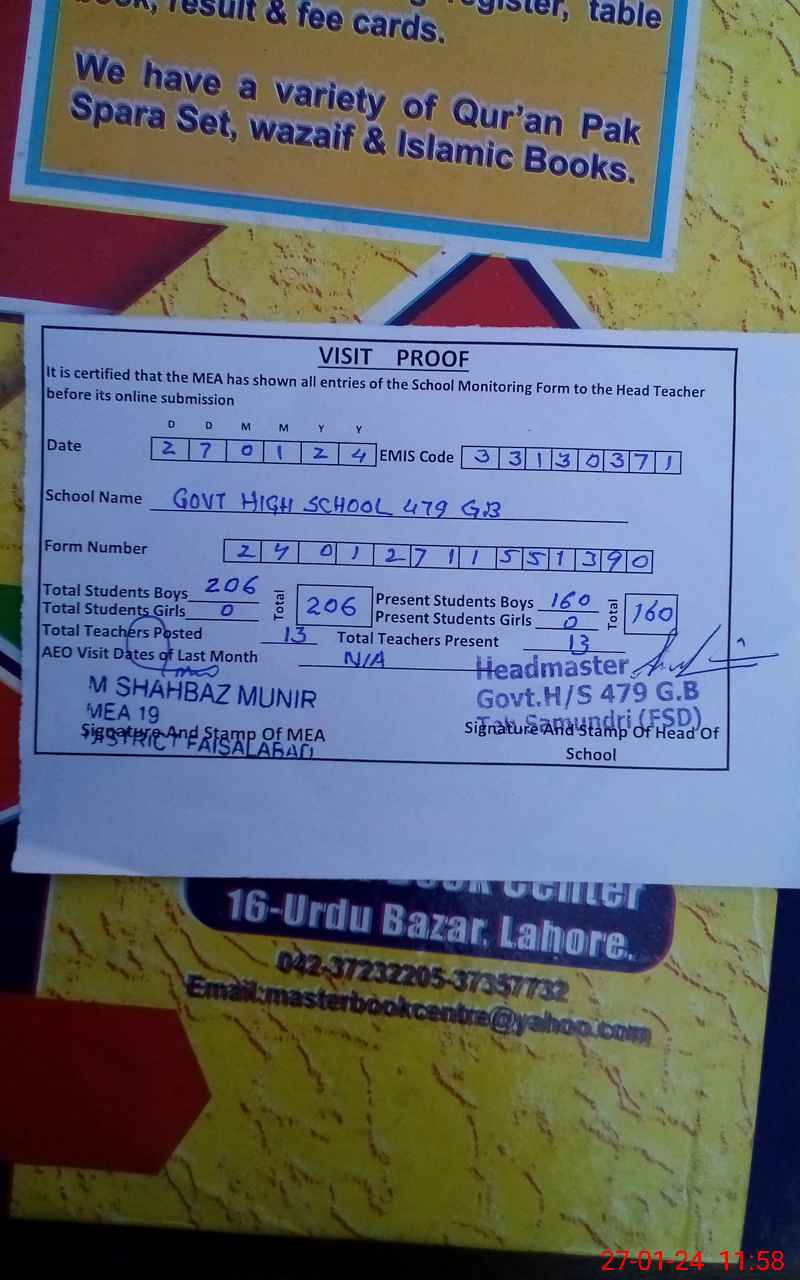 register, table
book, result & fee cards.
We have a variety of Qur'an Pak
Spara Set, wazaif & Islamic Books.
VISIT PROOF
It is certified that the MEA has shown all entries of the School Monitoring Form to the Head Teacher
before its online submission
D D M M Y Y
Date 2 7 0 1 2 4 EMIS Code 3 3 1 3 0 3 7 1
School Name GOVT HIGH SCHOOL 479 GB
Form Number 2 4 0 1 2 7 1 1 5 5 1 3 9 0
Total Students Boys 206 Total 206 Present Students Boys 160 Total 160
Total Students Girls 0 Present Students Girls 0
Total Teachers Posted 13 Total Teachers Present 13
AEO Visit Dates of Last Month N/A
Headmaster
M SHAHBAZ MUNIR Govt.H/S 479 G.B
MEA 19 Teh Samundri (FSD)
Signature And Stamp Of MEA Signature And Stamp Of Head Of
DISTRICT FAISALABAD School
Book Center
16-Urdu Bazar, Lahore.
042-37232205-37357732
Email:masterbookcentre@yahoo.com
27-01-24 11:58